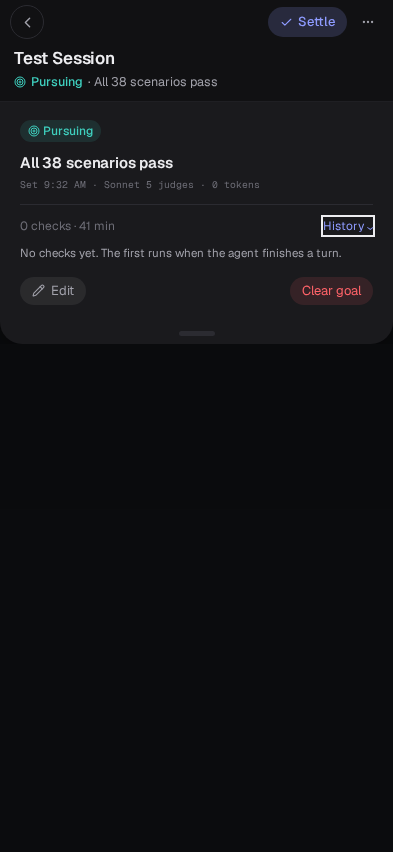 Settle
Test Session
Pursuing · All 38 scenarios pass
Pursuing
All 38 scenarios pass
Set 9:32 AM · Sonnet 5 judges · 0 tokens
0 checks · 41 min
History
No checks yet. The first runs when the agent finishes a turn.
Edit
Clear goal